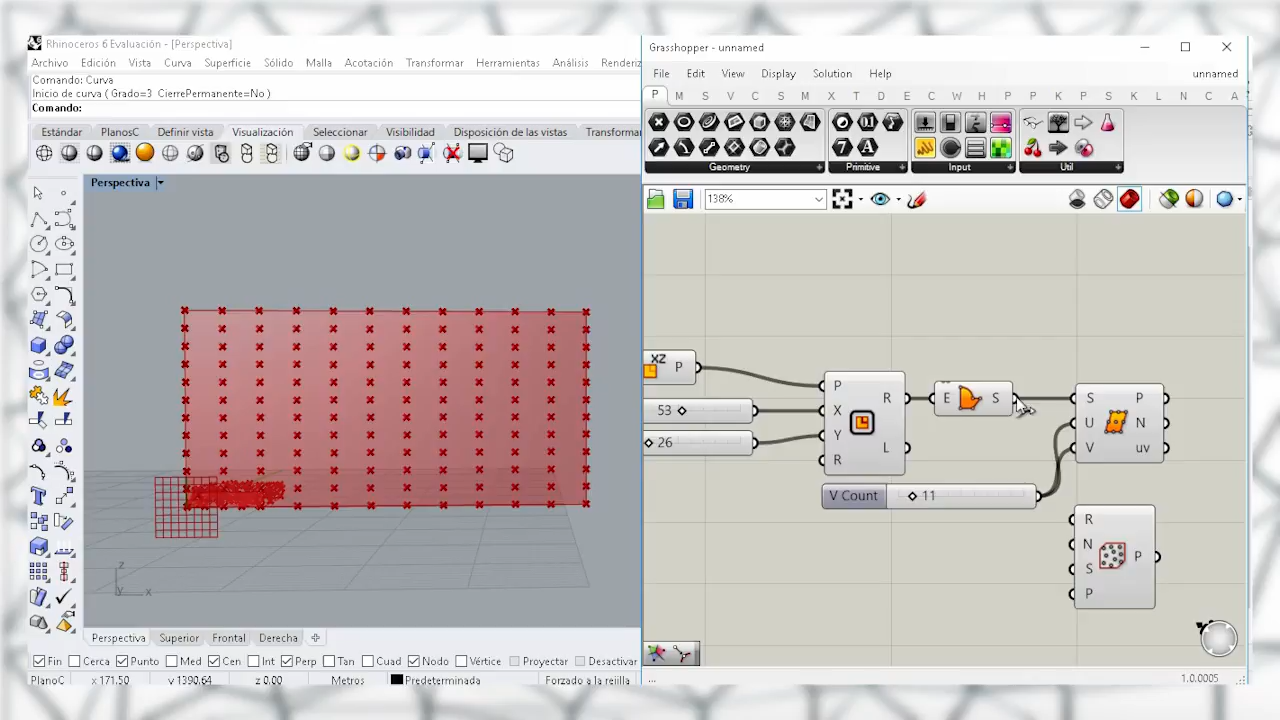 Rhinoceros 6 Evaluación - [Perspectiva]
Archivo Edición Vista Curva Superficie Sólido Malla Acotación Transformar Herramientas Análisis Renderiz
Comando: Curva
Inicio de curva ( Grado=3 CierrePermanente=No )
Comando:
Estándar PlanosC Definir vista Visualización Seleccionar Visibilidad Disposición de las v Transforma
Perspectiva
z
y x
Perspectiva Superior Frontal Derecha
Fin Cerca Punto Med Cen Int Perp Tan Cuad Nodo Vértice Proyectar Desactivar
PlanoC x 171.50 y 1390.64 z 0.00 Metros Predeterminada Forzado a la rejilla
Grasshopper - unnamed
File Edit View Display Solution Help unnamed
P M S V C S M X T D E C W H P K P S K L N C A
Geometry Primitive Input Util
138%
XZ P
53
26
P
X
Y
R
R
L
E S
S
U
V
P
N
uv
V Count 11
R
N
S
P
P
1.0.0005